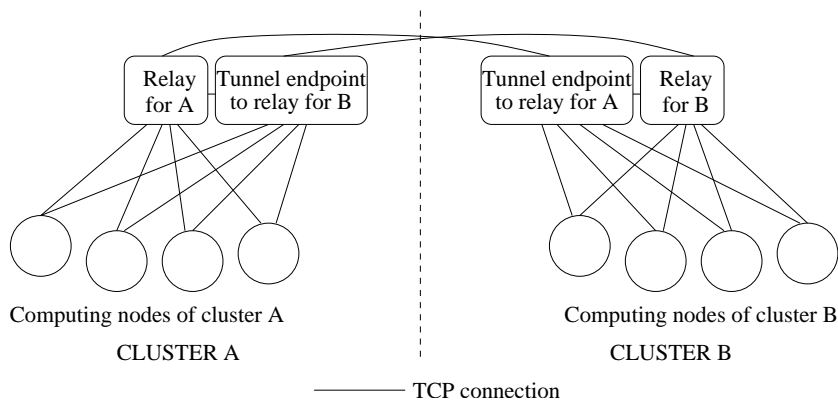 Relay
for A
Tunnel endpoint
to relay for B
Tunnel endpoint
to relay for A
Relay
for B
Computing nodes of cluster A
Computing nodes of cluster B
CLUSTER A
CLUSTER B
TCP connection